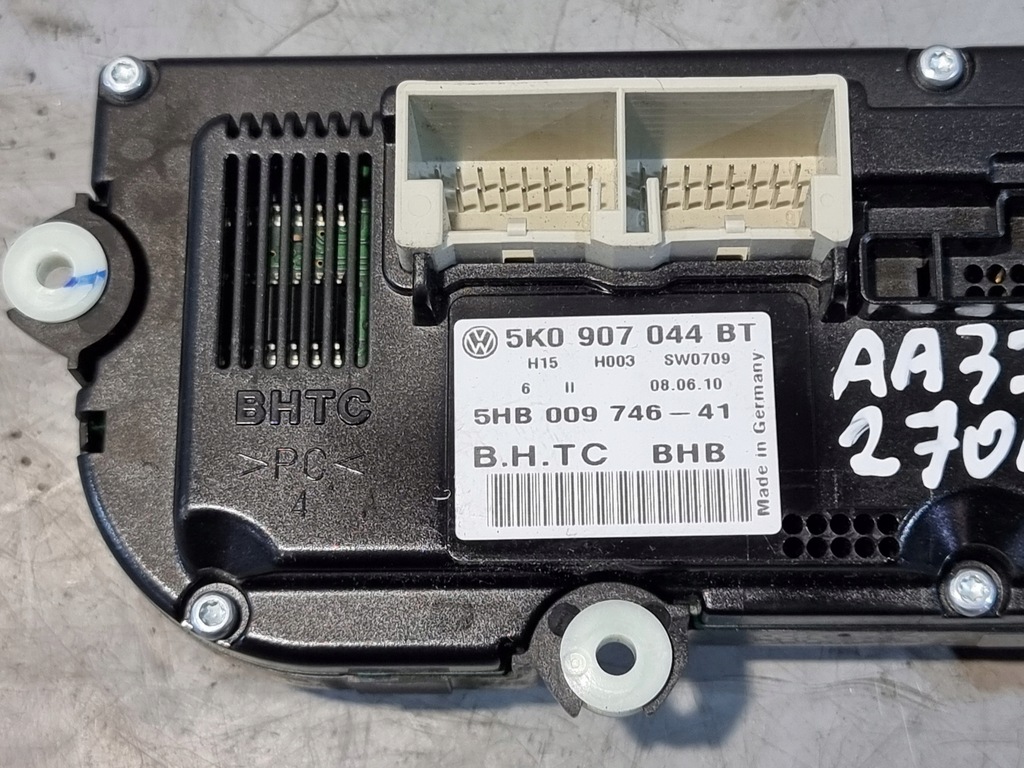 5K0 907 044 BT
H15 H003 SW0709
6 II 08.06.10
5HB 009 746-41
B.H.TC BHB
Made in Germany
BHTC
>PC<
4